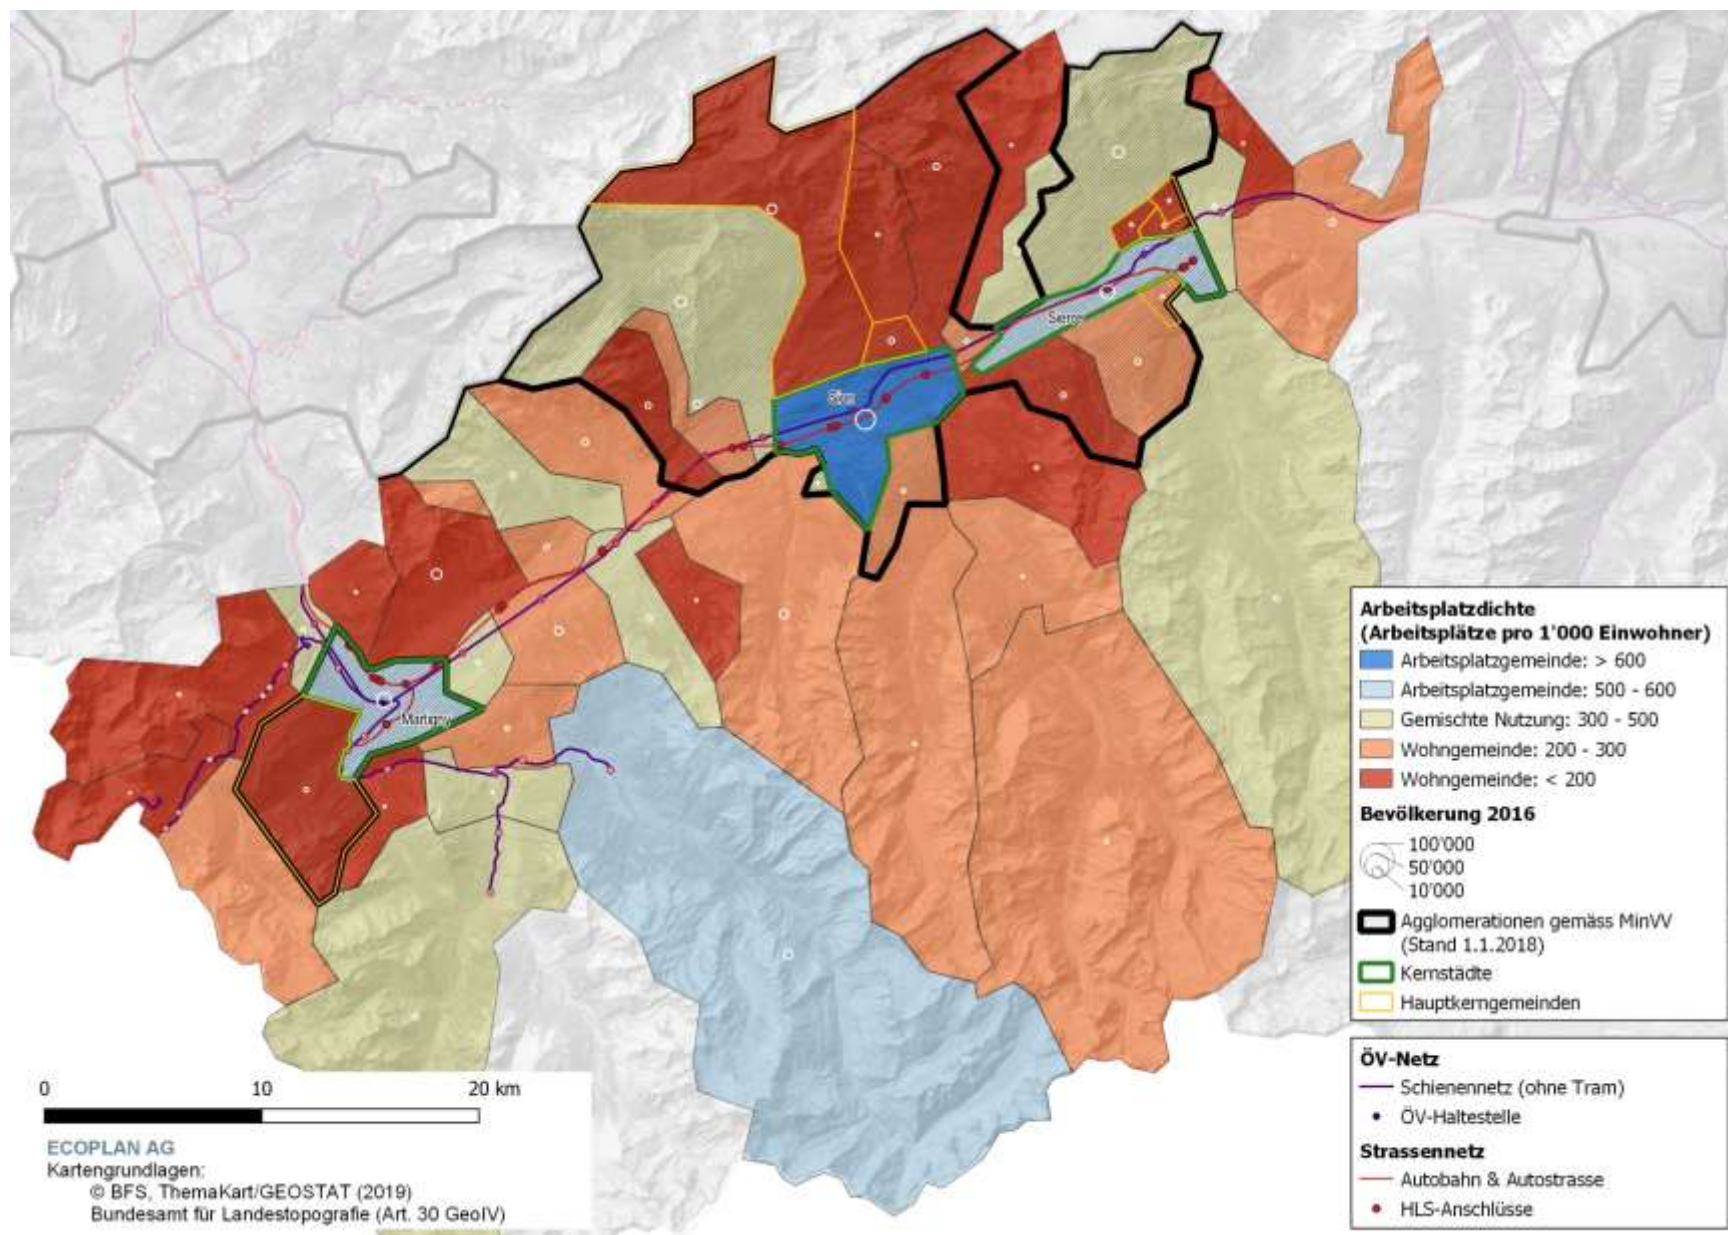 Sierre
Sion
Martigny
Arbeitsplatzdichte
(Arbeitsplätze pro 1'000 Einwohner)
Arbeitsplatzgemeinde: > 600
Arbeitsplatzgemeinde: 500 - 600
Gemischte Nutzung: 300 - 500
Wohngemeinde: 200 - 300
Wohngemeinde: < 200
Bevölkerung 2016
100'000
50'000
10'000
Agglomerationen gemäss MinVV
(Stand 1.1.2018)
Kernstädte
Hauptkerngemeinden
ÖV-Netz
Schienennetz (ohne Tram)
ÖV-Haltestelle
Strassennetz
Autobahn & Autostrasse
HLS-Anschlüsse
0 10 20 km
ECOPLAN AG
Kartengrundlagen:
© BFS, ThemaKart/GEOSTAT (2019)
Bundesamt für Landestopografie (Art. 30 GeoIV)